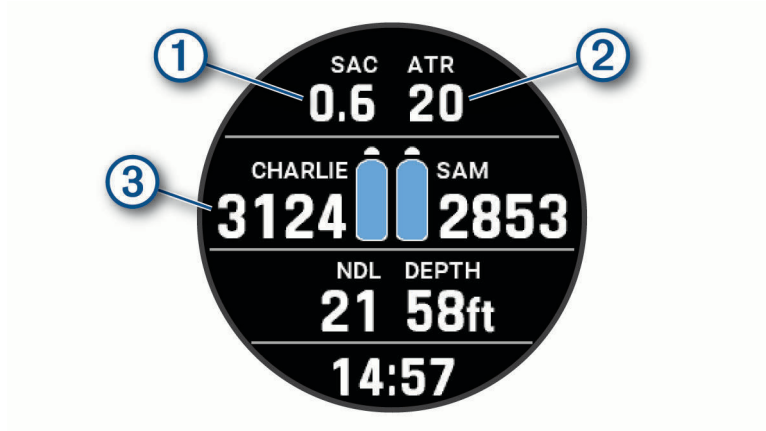 ① ②
SAC ATR
0.6 20
③
CHARLIE SAM
3124 2853
NDL DEPTH
21 58ft
14:57